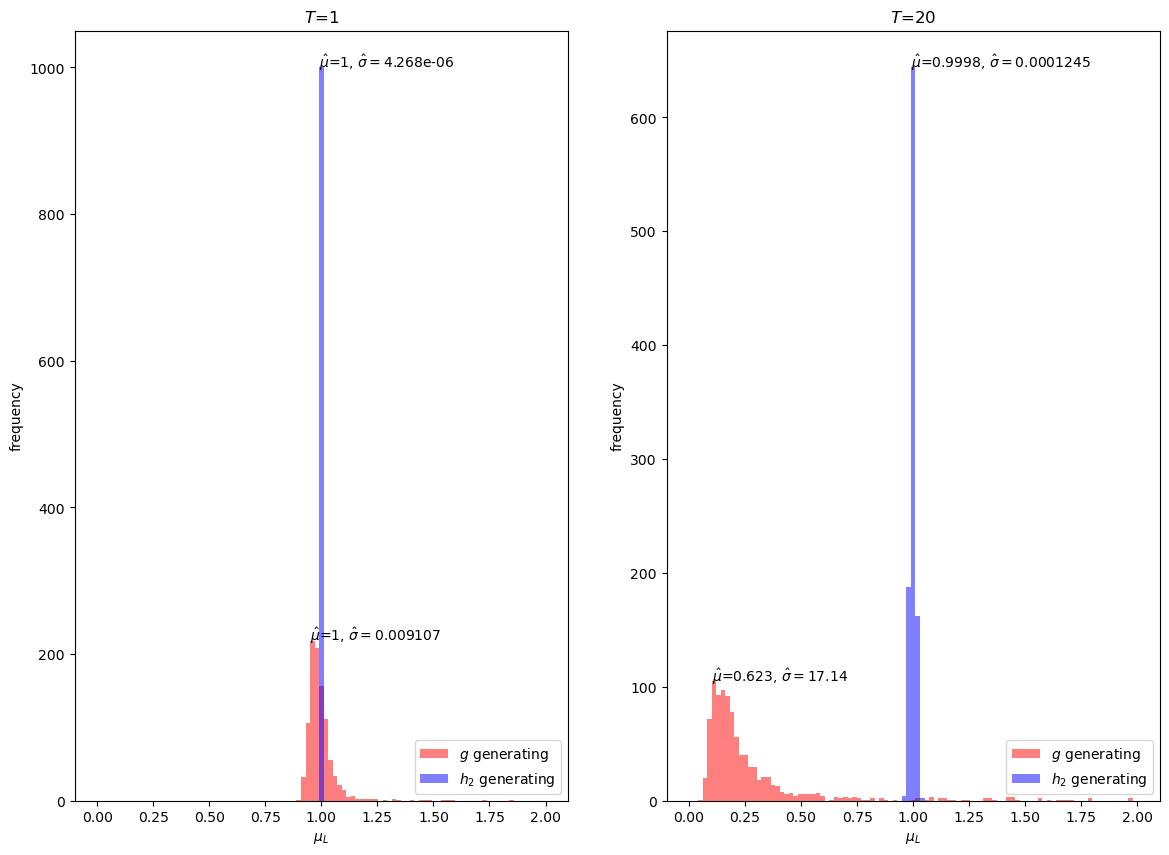 T=1
T=20
1000
800
600
400
200
0
frequency
μ̂=1, σ̂ = 4.268e-06
μ̂=1, σ̂ = 0.009107
g generating
h₂ generating
0.00 0.25 0.50 0.75 1.00 1.25 1.50 1.75 2.00
μ_L
600
500
400
300
200
100
0
frequency
μ̂=0.9998, σ̂ = 0.0001245
μ̂=0.623, σ̂ = 17.14
g generating
h₂ generating
0.00 0.25 0.50 0.75 1.00 1.25 1.50 1.75 2.00
μ_L